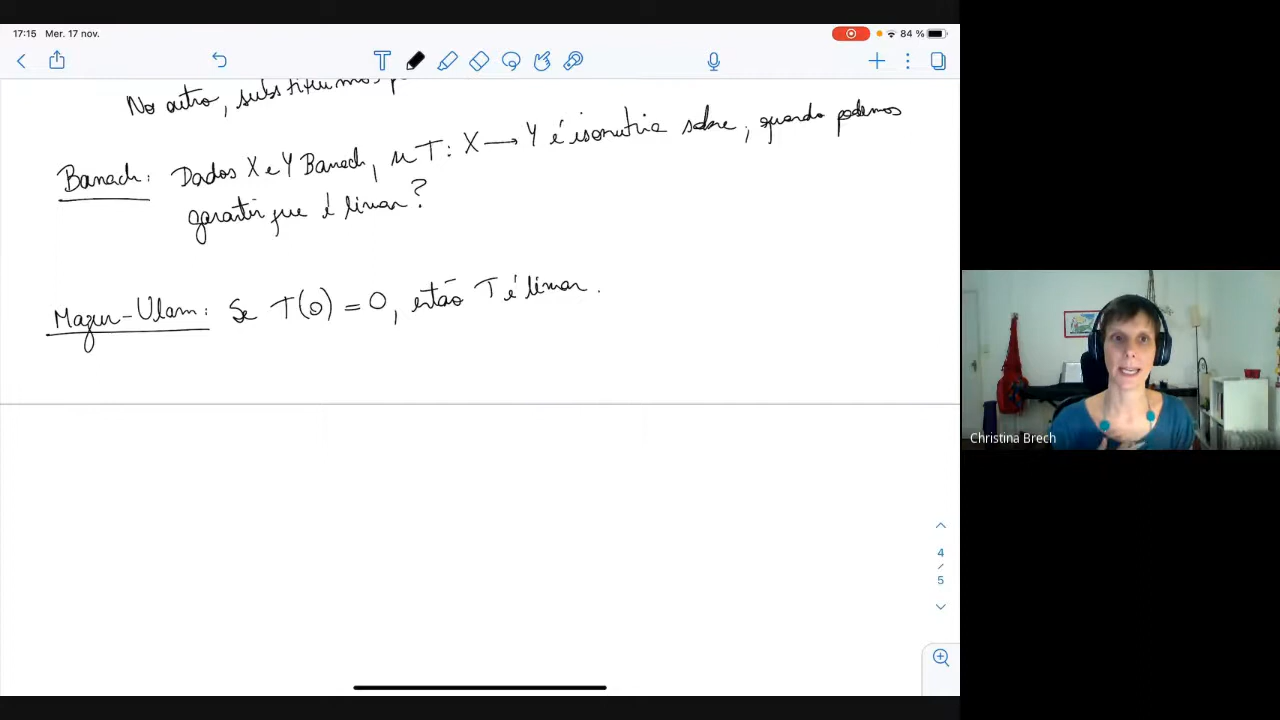 17:15 Mer. 17 nov.
84 %
No outro, substituimos
Banach: Dados X e Y Banach, se T: X → Y é isometria sobre, quando podemos
garantir que é linear?
Mazur-Ulam: Se T(0) = 0, então T é linear.
Christina Brech
4
/
5